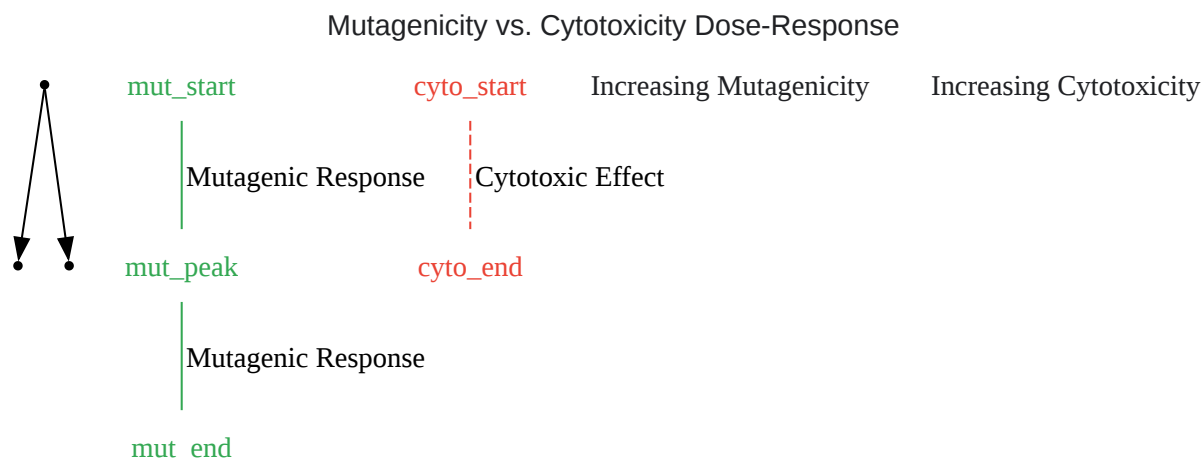 Mutagenicity vs. Cytotoxicity Dose-Response
mut_start cyto_start Increasing Mutagenicity Increasing Cytotoxicity
Mutagenic Response Cytotoxic Effect
mut_peak cyto_end
Mutagenic Response
mut_end